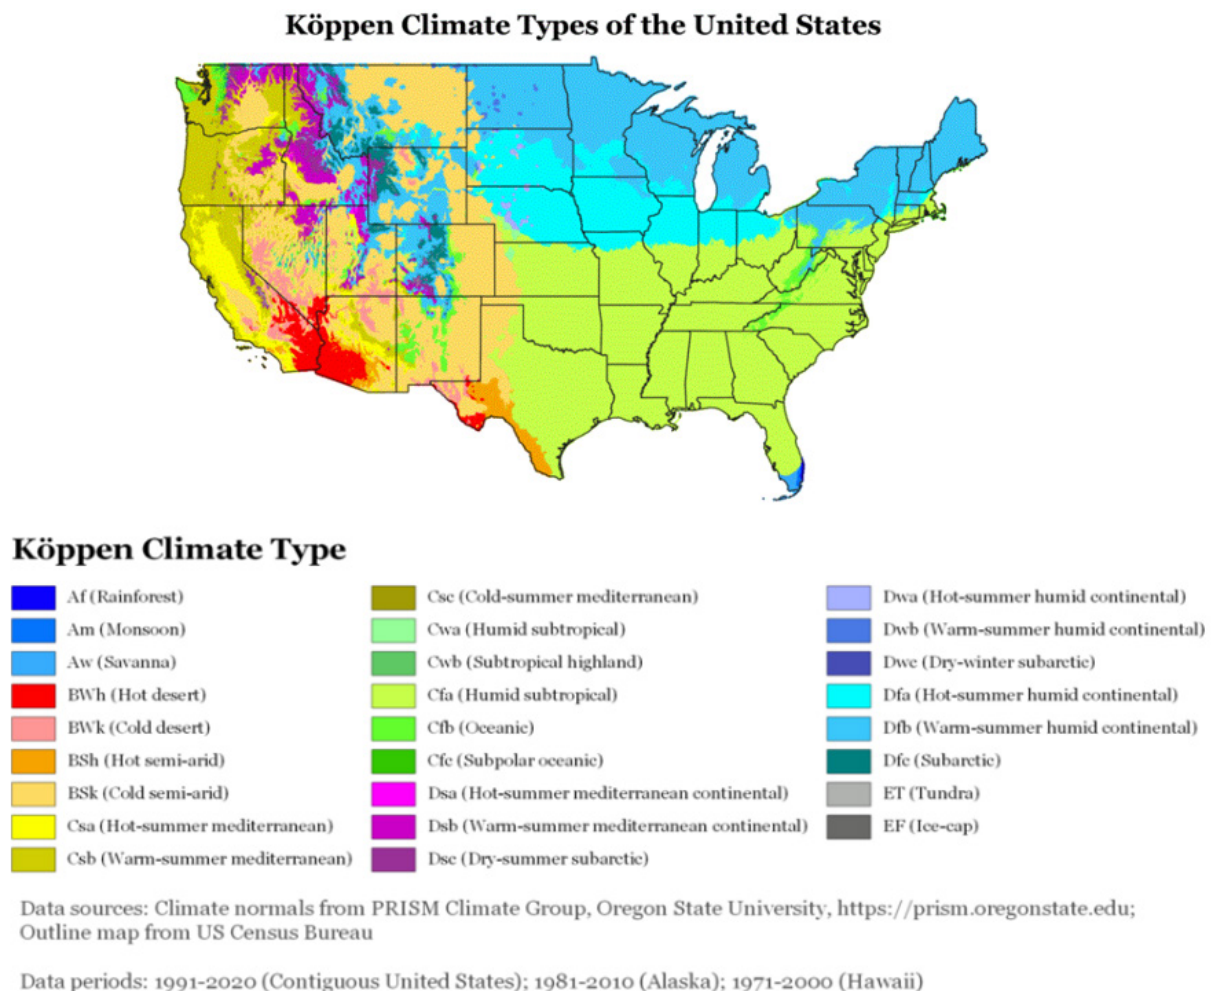 Köppen Climate Types of the United States
Köppen Climate Type
Af (Rainforest)
Am (Monsoon)
Aw (Savanna)
BWh (Hot desert)
BWk (Cold desert)
BSh (Hot semi-arid)
BSk (Cold semi-arid)
Csa (Hot-summer mediterranean)
Csb (Warm-summer mediterranean)
Csc (Cold-summer mediterranean)
Cwa (Humid subtropical)
Cwb (Subtropical highland)
Cfa (Humid subtropical)
Cfb (Oceanic)
Cfc (Subpolar oceanic)
Dsa (Hot-summer mediterranean continental)
Dsb (Warm-summer mediterranean continental)
Dsc (Dry-summer subarctic)
Dwa (Hot-summer humid continental)
Dwb (Warm-summer humid continental)
Dwc (Dry-winter subarctic)
Dfa (Hot-summer humid continental)
Dfb (Warm-summer humid continental)
Dfc (Subarctic)
ET (Tundra)
EF (Ice-cap)
Data sources: Climate normals from PRISM Climate Group, Oregon State University, https://prism.oregonstate.edu;
Outline map from US Census Bureau
Data periods: 1991-2020 (Contiguous United States); 1981-2010 (Alaska); 1971-2000 (Hawaii)